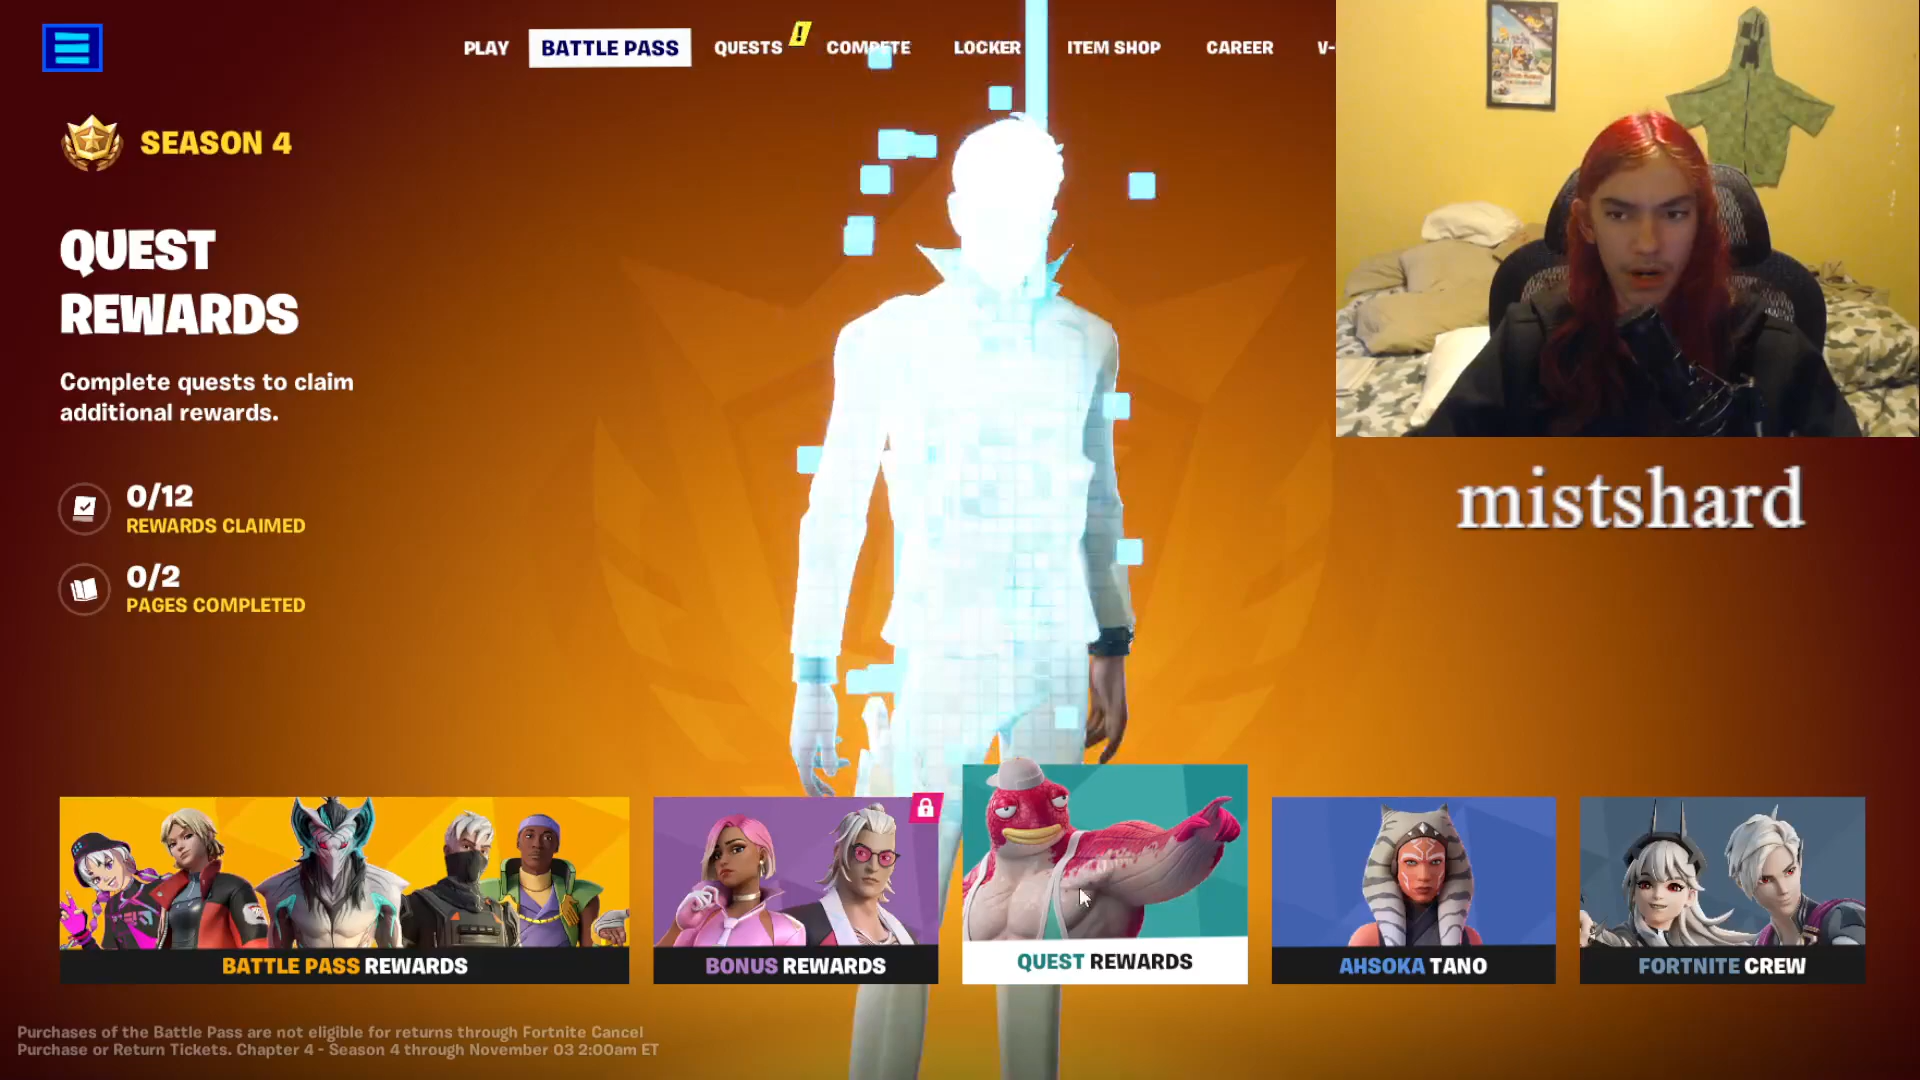 PLAY
BATTLE PASS
QUESTS
!
COMPETE
LOCKER
ITEM SHOP
CAREER
V-
SEASON 4
QUEST
REWARDS
Complete quests to claim
additional rewards.
0/12
REWARDS CLAIMED
0/2
PAGES COMPLETED
mistshard
BATTLE PASS REWARDS
BONUS REWARDS
QUEST REWARDS
AHSOKA TANO
FORTNITE CREW
Purchases of the Battle Pass are not eligible for returns through Fortnite Cancel
Purchase or Return Tickets. Chapter 4 - Season 4 through November 03 2:00am ET